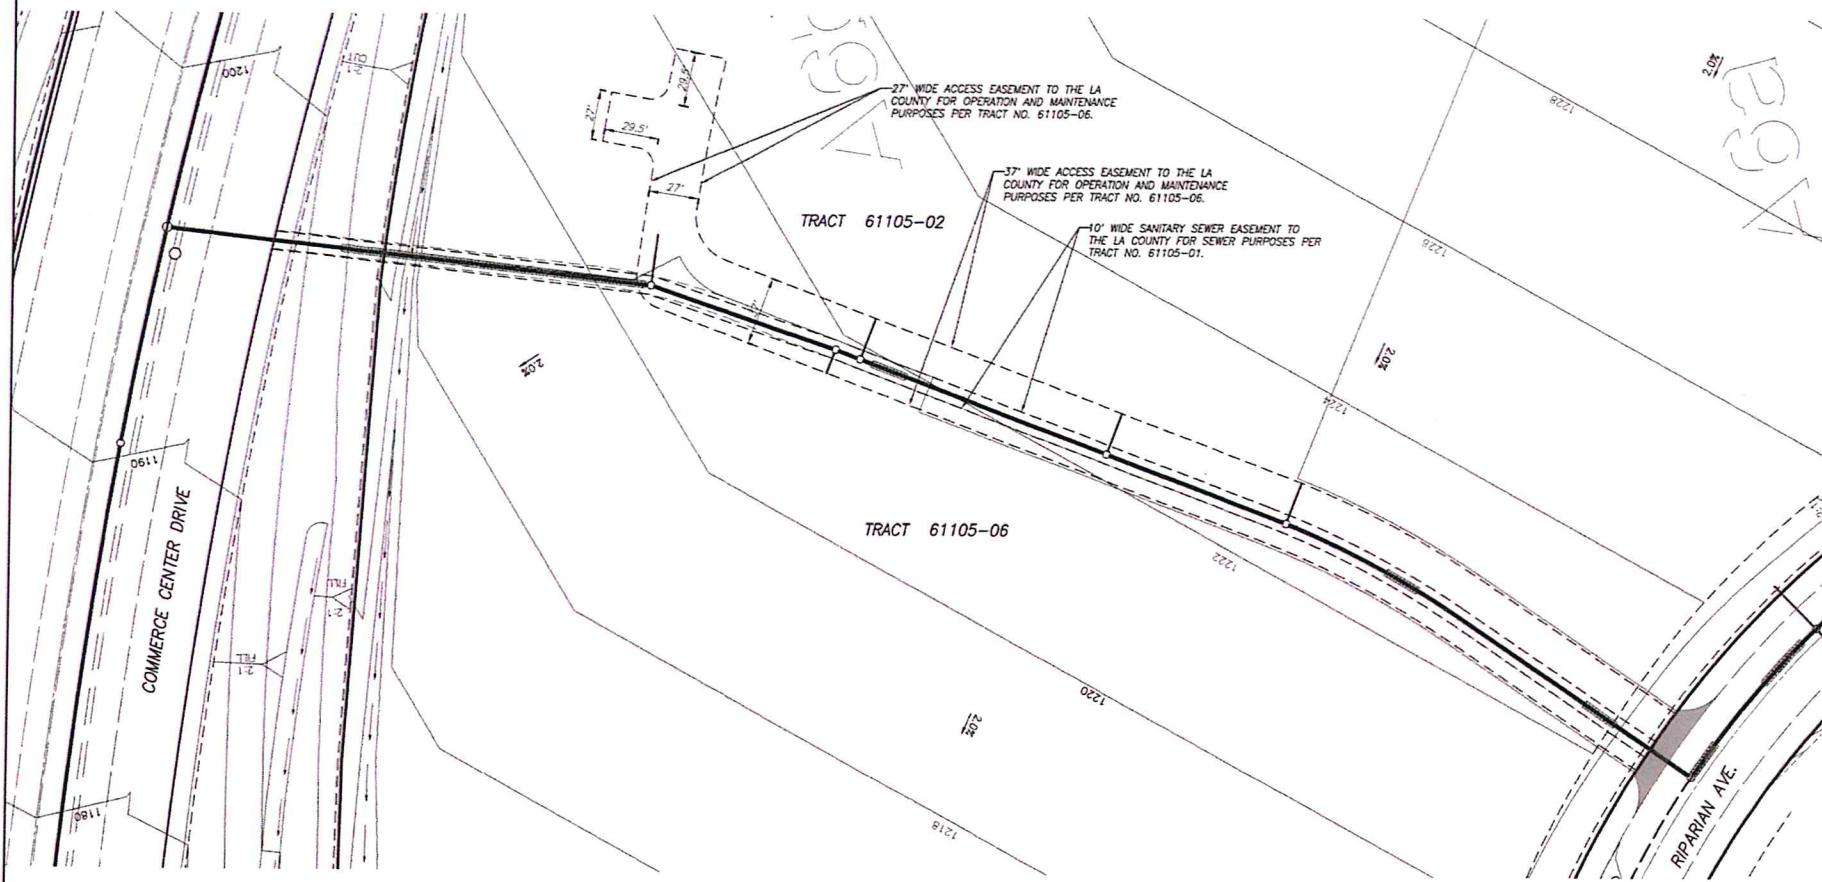 1200
CUT
2:1
29.5'
22'
29.5'
27' WIDE ACCESS EASEMENT TO THE LA
COUNTY FOR OPERATION AND MAINTENANCE
PURPOSES PER TRACT NO. 61105-06.
27'
37' WIDE ACCESS EASEMENT TO THE LA
COUNTY FOR OPERATION AND MAINTENANCE
PURPOSES PER TRACT NO. 61105-06.
TRACT 61105-02
10' WIDE SANITARY SEWER EASEMENT TO
THE LA COUNTY FOR SEWER PURPOSES PER
TRACT NO. 61105-01.
2.0%
1228
1226
2.0%
2.0%
1224
1190
COMMERCE CENTER DRIVE
TRACT 61105-06
1222
FILL
2:1
FILL
2:1
1220
2.0%
1180
1218
RIPARIAN AVE.